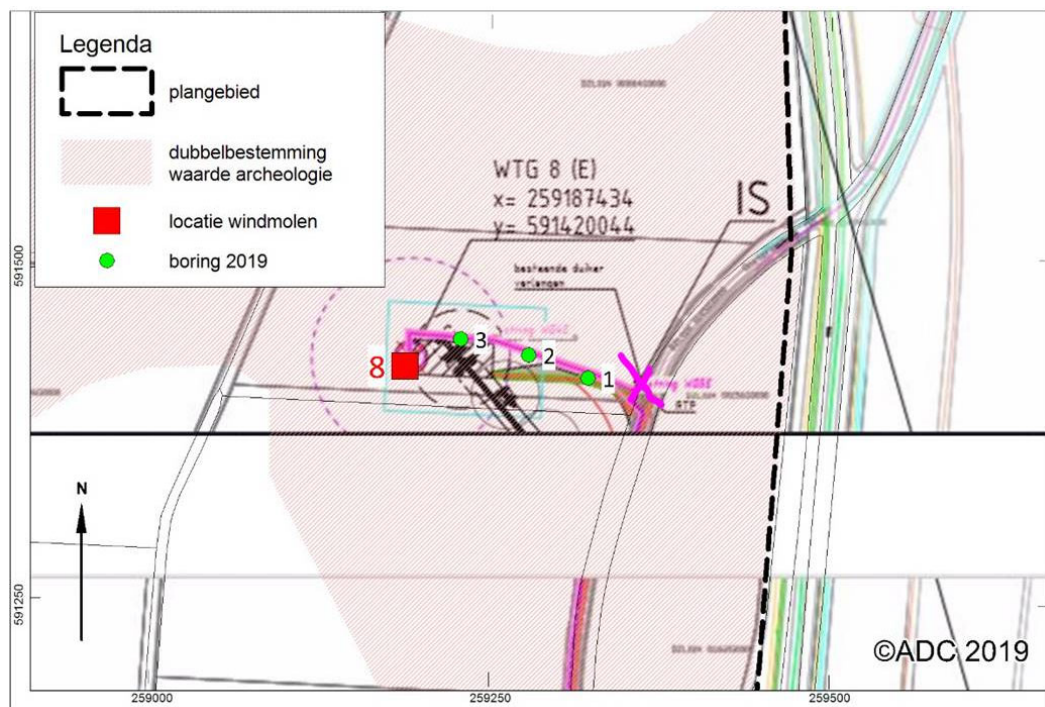 Legenda
plangebied
dubbelbestemming
waarde archeologie
locatie windmolen
boring 2019
WTG 8 (E)
x= 259187434
y= 591420044
IS
bestaande duiker
verlengen
8
3
2
1
RTP
N
591500
591250
259000
259250
259500
©ADC 2019